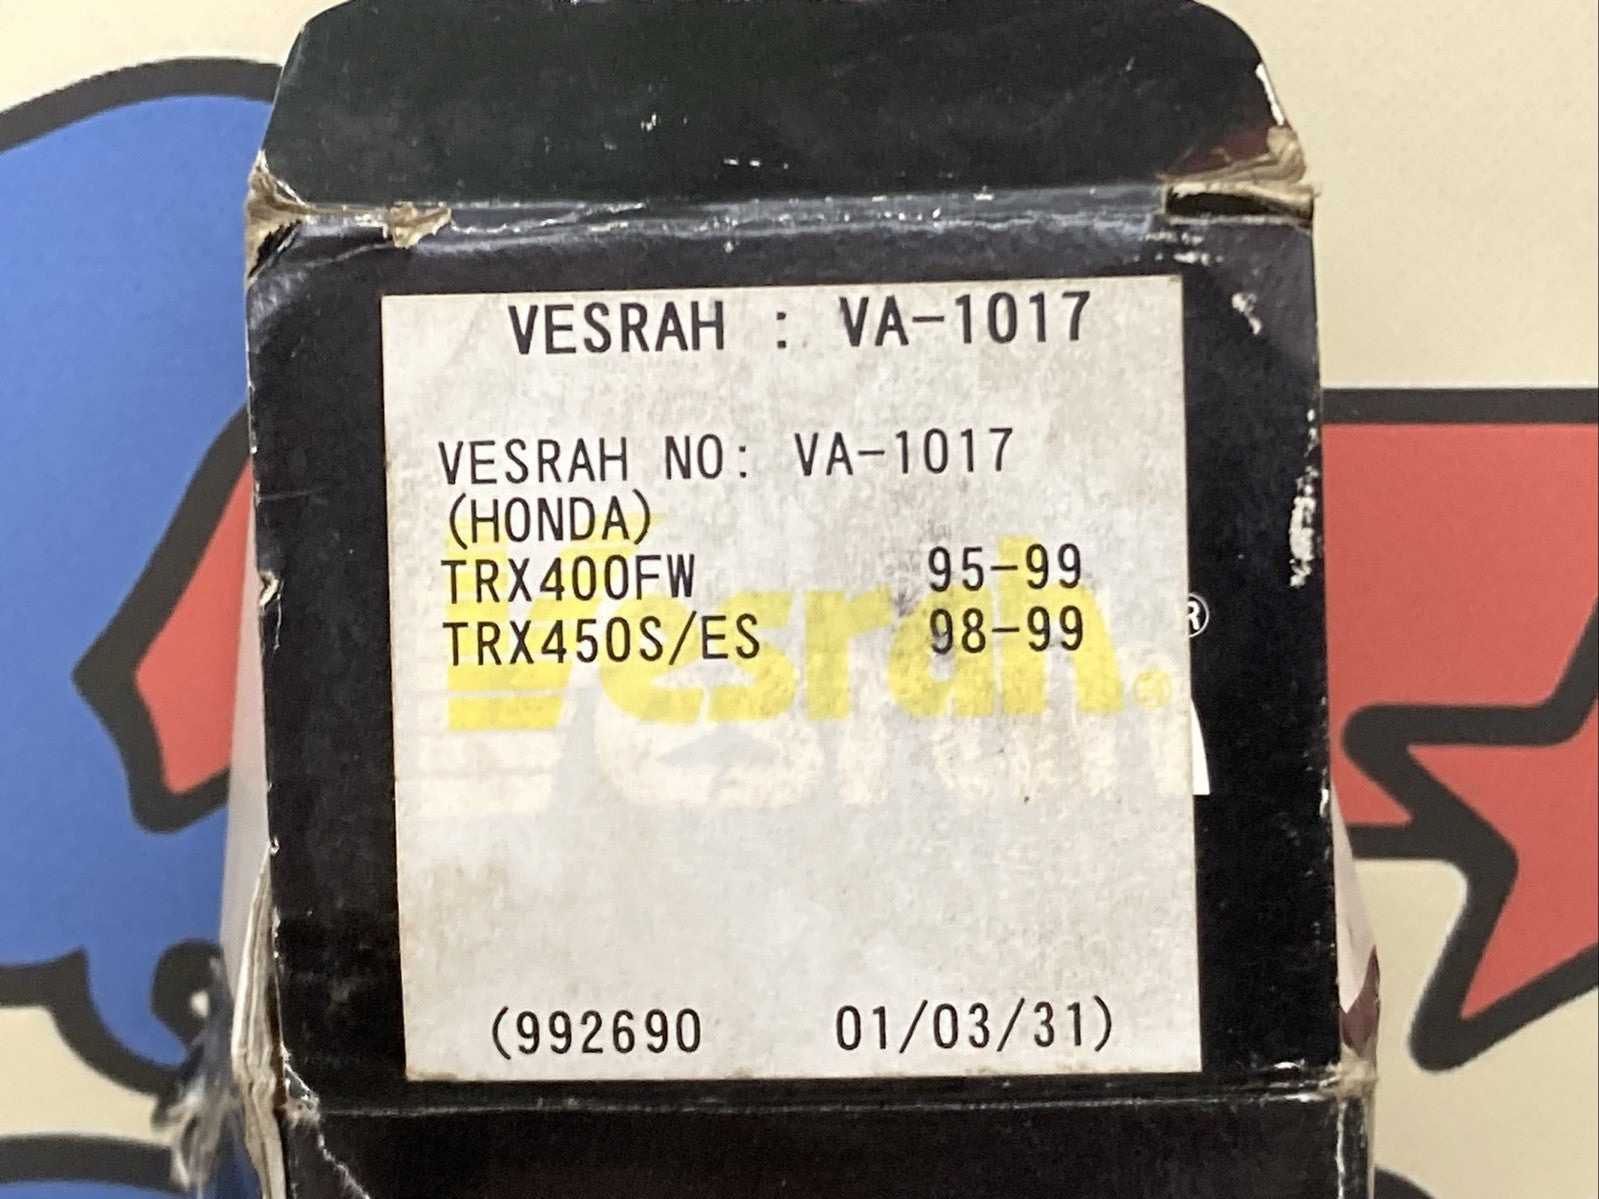 VESRAH : VA-1017
VESRAH NO: VA-1017
(HONDA)
TRX400FW 95-99
TRX450S/ES 98-99
Vesrah®
(992690 01/03/31)